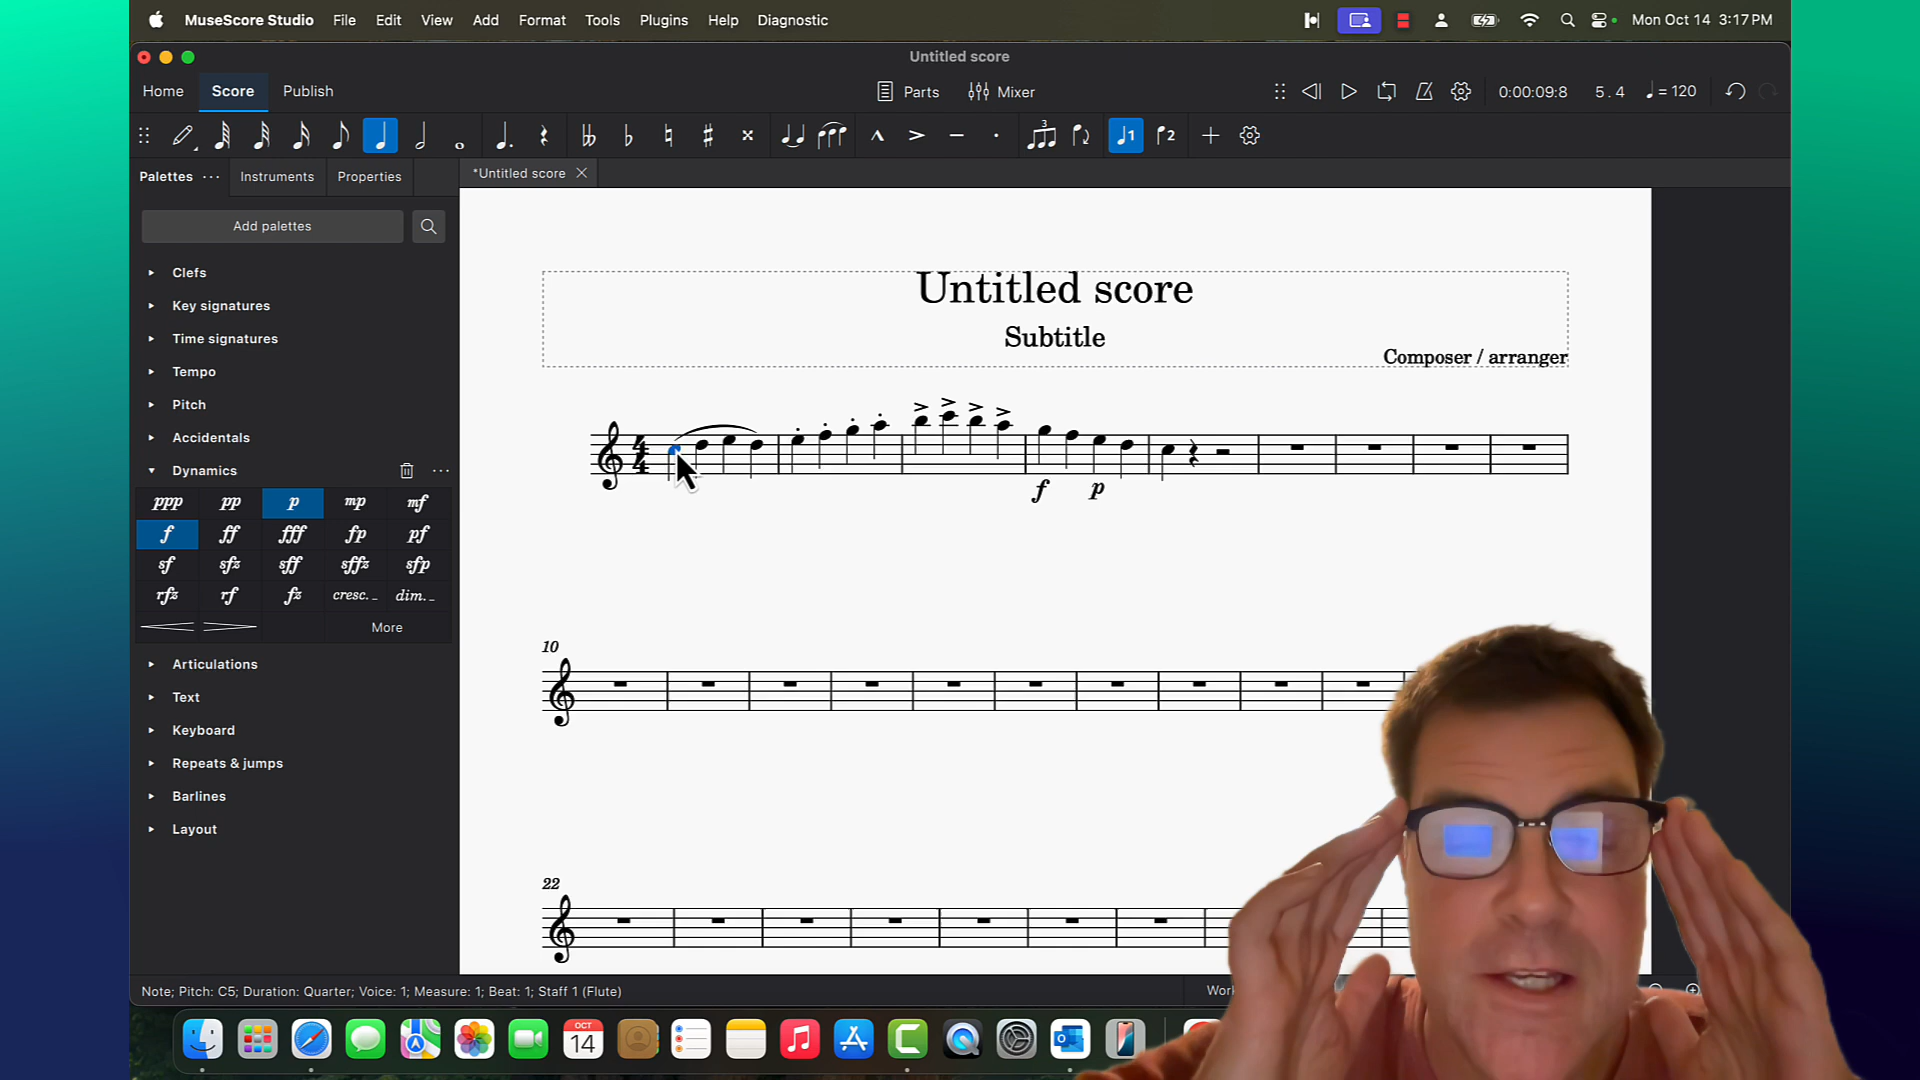 MuseScore Studio File Edit View Add Format Tools Plugins Help Diagnostic Mon Oct 14 3:17 PM
Untitled score
Home Score Publish Parts Mixer 0:00:09:8 5 . 4 = 120
3 1 2
Palettes Instruments Properties *Untitled score
Add palettes
Clefs
Key signatures
Time signatures
Tempo
Pitch
Accidentals
Dynamics
ppp pp p mp mf
f ff fff fp pf
sf sfz sff sffz sfp
rfz rf fz cresc. _ dim. _
More
Articulations
Text
Keyboard
Repeats & jumps
Barlines
Layout
Untitled score
Subtitle
Composer / arranger
4
4
f p
10
22
Note; Pitch: C5; Duration: Quarter; Voice: 1; Measure: 1; Beat: 1; Staff 1 (Flute)
OCT
14